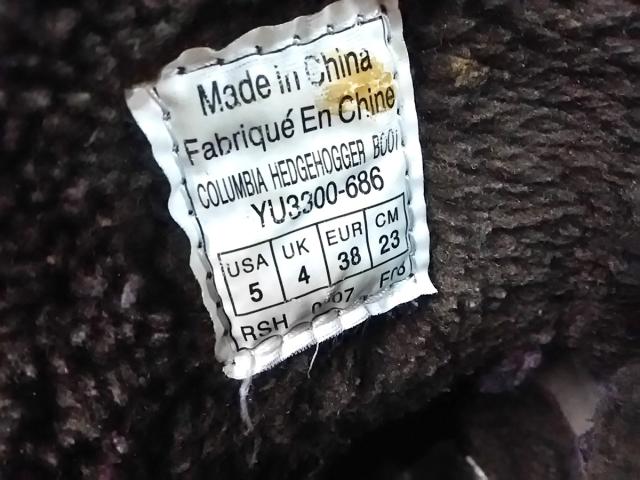 Made in China
Fabriqué En Chine
COLUMBIA HEDGEHOGGER BOOT
YU3300-686
USA UK EUR CM
5 4 38 23
RSH